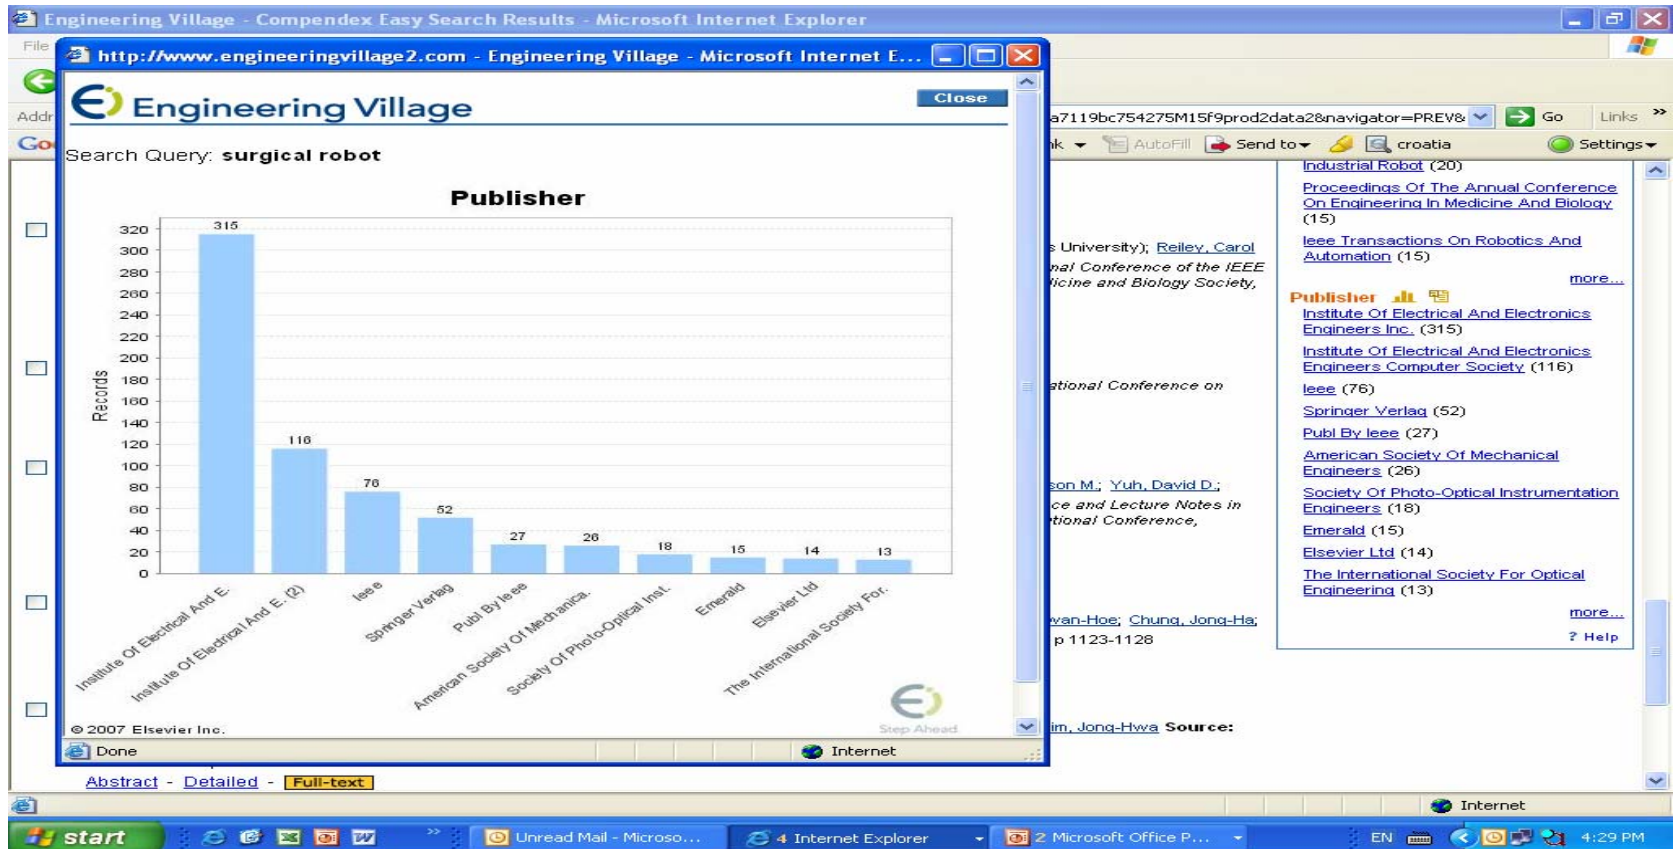 Engineering Village - Compendex Easy Search Results - Microsoft Internet Explorer
File
http://www.engineeringvillage2.com - Engineering Village - Microsoft Internet E...
Engineering Village
Close
Search Query: surgical robot
Publisher
Records
320
300
280
260
240
220
200
180
160
140
120
100
80
60
40
20
0
315
116
76
52
27
26
18
15
14
13
Institute Of Electrical And E.
Institute Of Electrical And E. (2)
Ieee
Springer Verlag
Publ By Ieee
American Society Of Mechanica.
Society Of Photo-Optical Inst.
Emerald
Elsevier Ltd
The International Society For.
© 2007 Elsevier Inc.
Step Ahead
Done
Internet
Addr
a7119bc754275M15f9prod2data2&navigator=PREV&
Go
Links »
Go
nk
AutoFill
Send to
croatia
Settings
s University); Reiley, Carol
nal Conference of the IEEE
licine and Biology Society,
ational Conference on
son M.; Yuh, David D.;
ce and Lecture Notes in
tional Conference,
wan-Hoe; Chung, Jong-Ha;
p 1123-1128
im, Jong-Hwa Source:
Industrial Robot (20)
Proceedings Of The Annual Conference
On Engineering In Medicine And Biology
(15)
Ieee Transactions On Robotics And
Automation (15)
more...
Publisher
Institute Of Electrical And Electronics
Engineers Inc. (315)
Institute Of Electrical And Electronics
Engineers Computer Society (116)
Ieee (76)
Springer Verlag (52)
Publ By Ieee (27)
American Society Of Mechanical
Engineers (26)
Society Of Photo-Optical Instrumentation
Engineers (18)
Emerald (15)
Elsevier Ltd (14)
The International Society For Optical
Engineering (13)
more...
? Help
Abstract - Detailed - Full-text
Internet
start
»
Unread Mail - Microso...
4 Internet Explorer
2 Microsoft Office P...
EN
4:29 PM